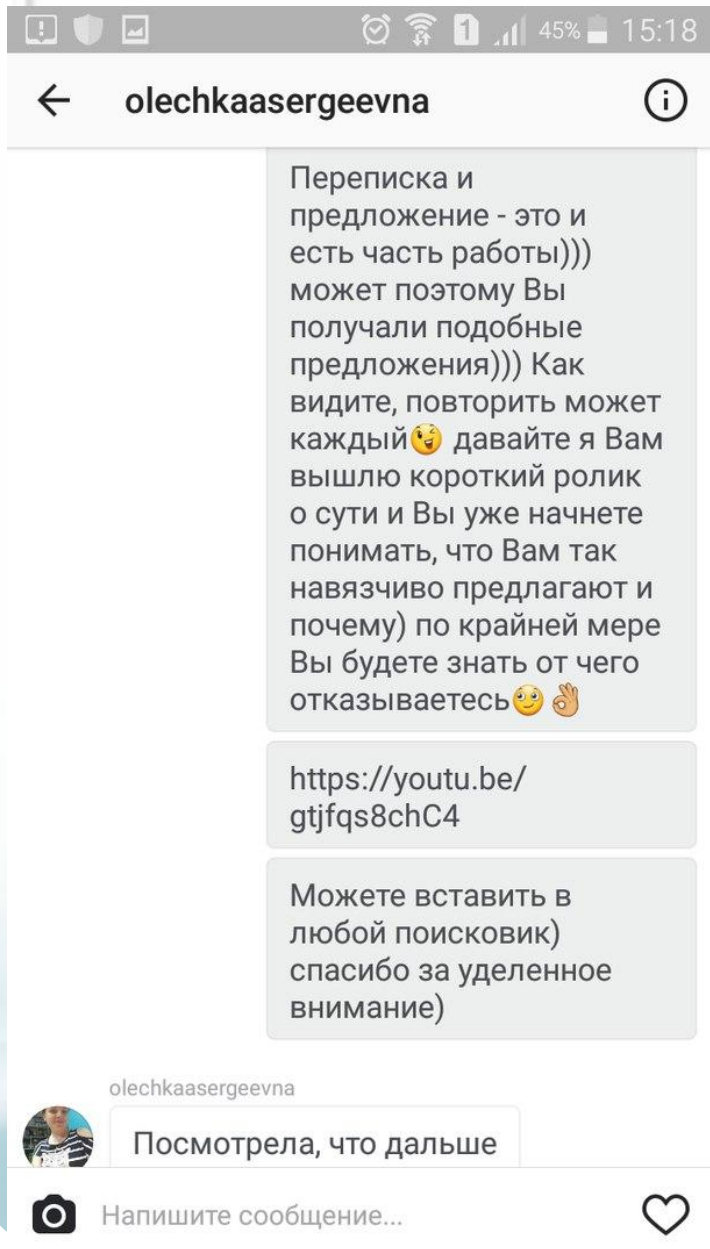 45% 15:18
olechkaasergeevna
Переписка и
предложение - это и
есть часть работы)))
может поэтому Вы
получали подобные
предложения))) Как
видите, повторить может
каждый😜 давайте я Вам
вышлю короткий ролик
о сути и Вы уже начнете
понимать, что Вам так
навязчиво предлагают и
почему) по крайней мере
Вы будете знать от чего
отказываетесь🙄👌
https://youtu.be/
gtjfqs8chC4
Можете вставить в
любой поисковик)
спасибо за уделенное
внимание)
olechkaasergeevna
Посмотрела, что дальше
Напишите сообщение...